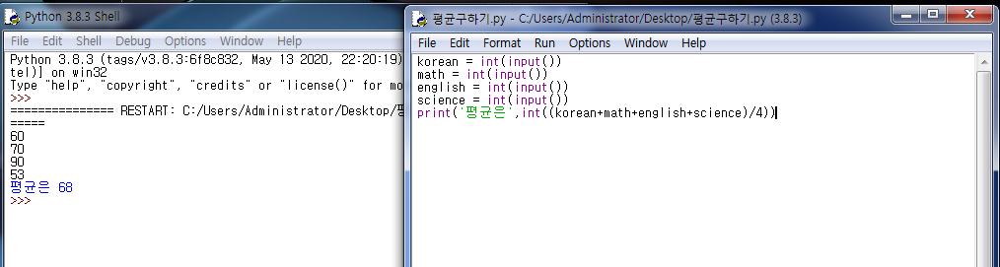 Python 3.8.3 Shell
File Edit Shell Debug Options Window Help
Python 3.8.3 (tags/v3.8.3:6f8c832, May 13 2020, 22:20:19)
tel)] on win32
Type "help", "copyright", "credits" or "license()" for mo
>>>
=============== RESTART: C:/Users/Administrator/Desktop/평
=====
60
70
90
53
평균은 68
>>>
평균구하기.py - C:/Users/Administrator/Desktop/평균구하기.py (3.8.3)
File Edit Format Run Options Window Help
korean = int(input())
math = int(input())
english = int(input())
science = int(input())
print('평균은',int((korean+math+english+science)/4))